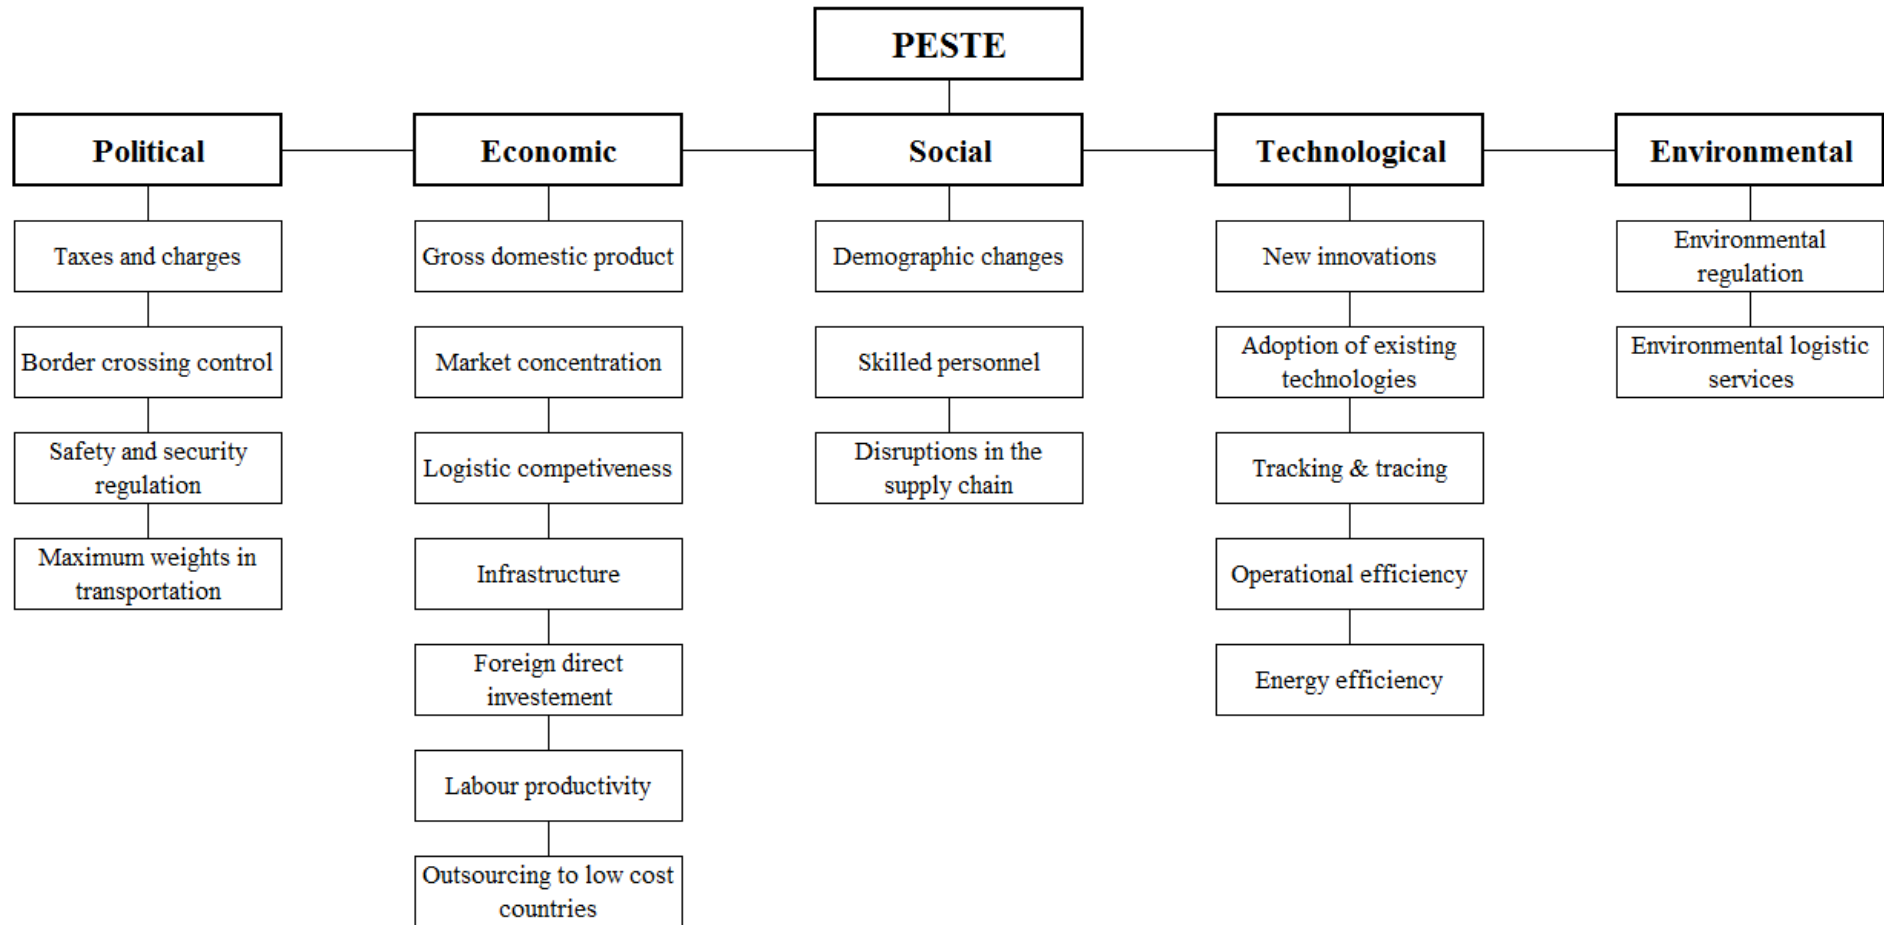 PESTE
Political
Economic
Social
Technological
Environmental
Taxes and charges
Border crossing control
Safety and security
regulation
Maximum weights in
transportation
Gross domestic product
Market concentration
Logistic competiveness
Infrastructure
Foreign direct
investement
Labour productivity
Outsourcing to low cost
countries
Demographic changes
Skilled personnel
Disruptions in the
supply chain
New innovations
Adoption of existing
technologies
Tracking & tracing
Operational efficiency
Energy efficiency
Environmental
regulation
Environmental logistic
services